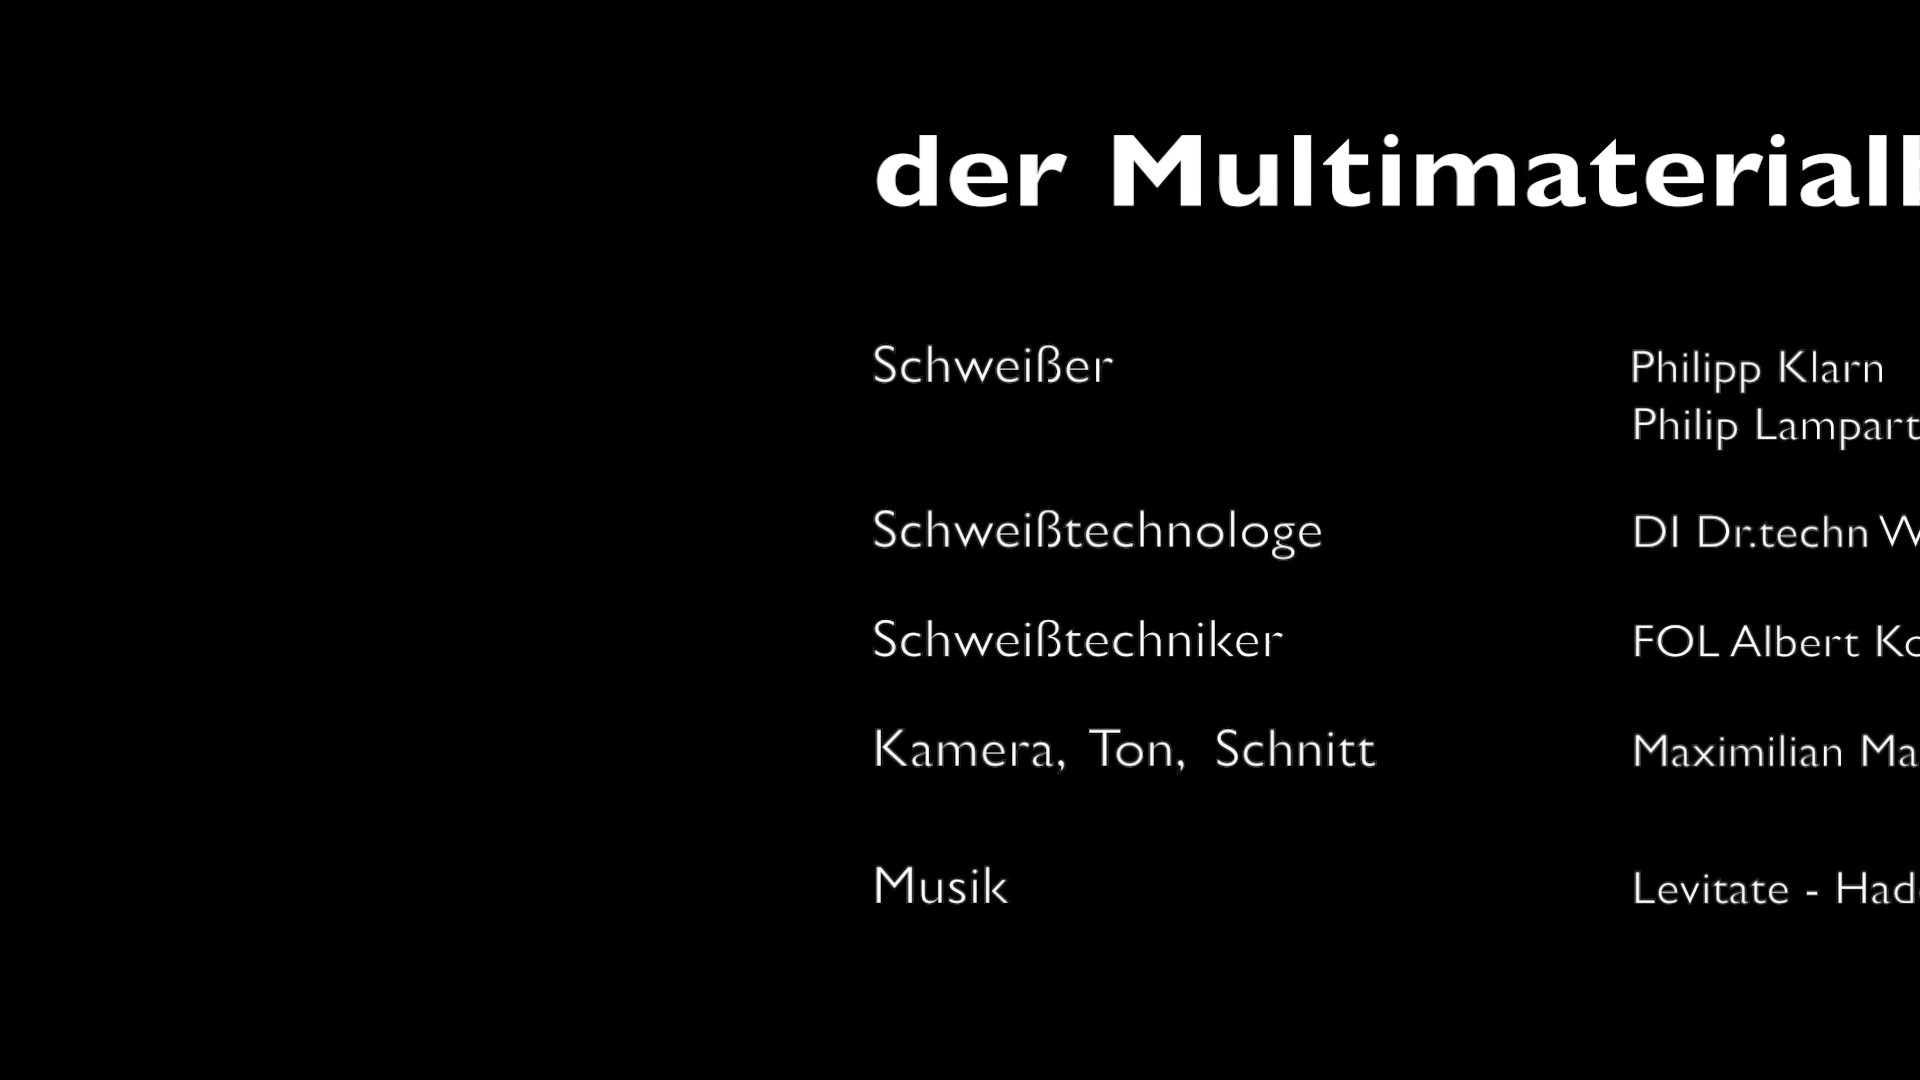 der Multimaterial
Schweißer Philipp Klarn
Philip Lampart
Schweißtechnologe DI Dr.techn
Schweißtechniker FOL Albert
Kamera, Ton, Schnitt Maximilian
Musik Levitate -